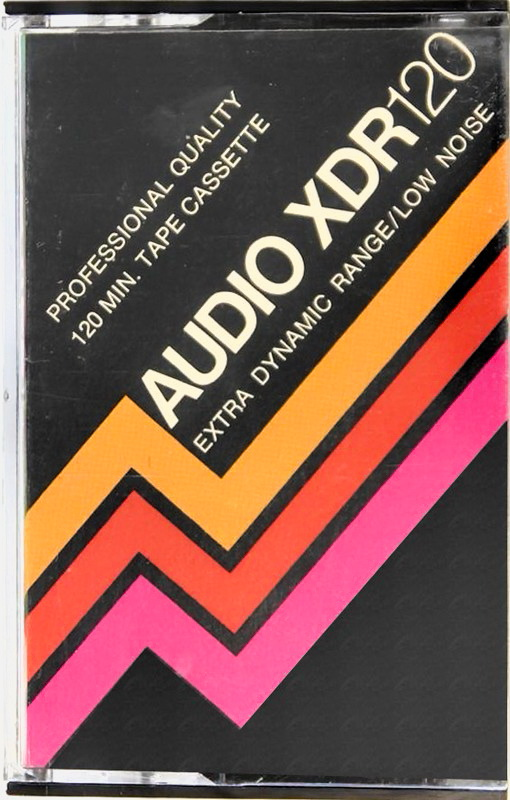 PROFESSIONAL QUALITY
120 MIN. TAPE CASSETTE
AUDIO XDR120
EXTRA DYNAMIC RANGE/LOW NOISE